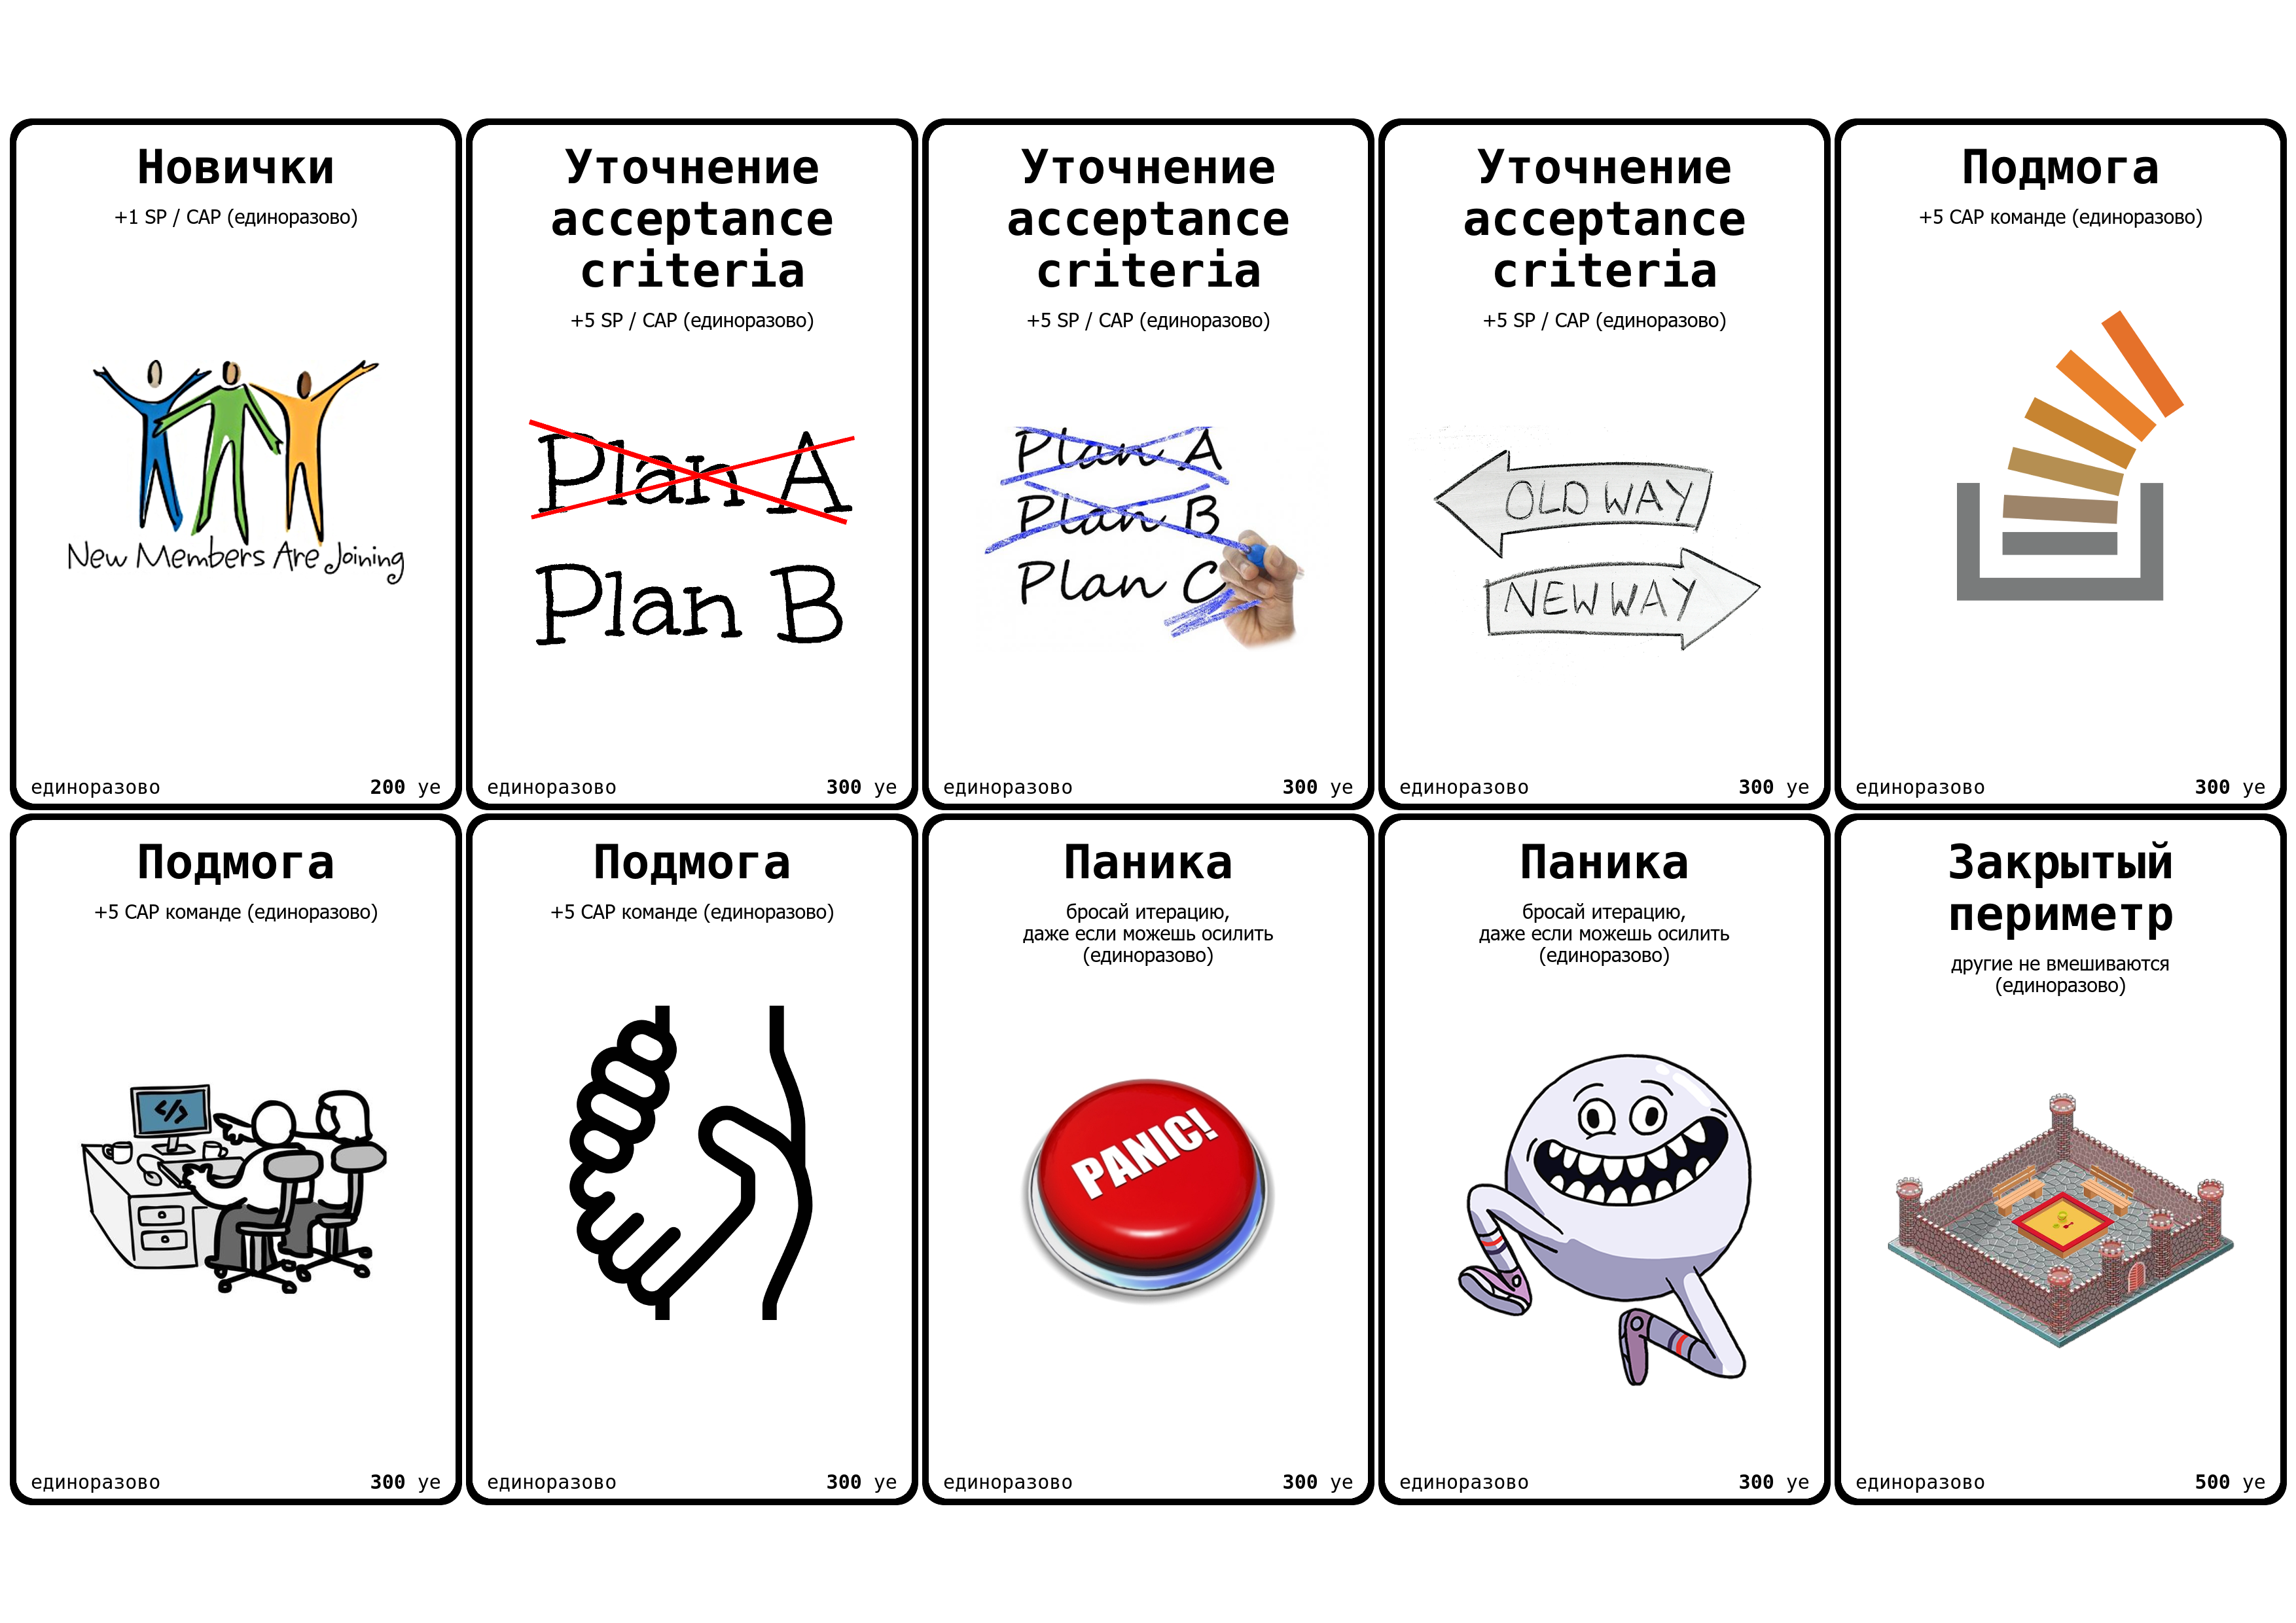 Новички
+1 SP / CAP (единоразово)
New Members Are Joining
единоразово 200 уе
Уточнение
acceptance
criteria
+5 SP / CAP (единоразово)
Plan A
Plan B
единоразово 300 уе
Уточнение
acceptance
criteria
+5 SP / CAP (единоразово)
Plan A
Plan B
Plan C
единоразово 300 уе
Уточнение
acceptance
criteria
+5 SP / CAP (единоразово)
OLD WAY
NEW WAY
единоразово 300 уе
Подмога
+5 CAP команде (единоразово)
единоразово 300 уе
Подмога
+5 CAP команде (единоразово)
</>
единоразово 300 уе
Подмога
+5 CAP команде (единоразово)
единоразово 300 уе
Паника
бросай итерацию,
даже если можешь осилить
(единоразово)
PANIC!
единоразово 300 уе
Паника
бросай итерацию,
даже если можешь осилить
(единоразово)
единоразово 300 уе
Закрытый
периметр
другие не вмешиваются
(единоразово)
единоразово 500 уе